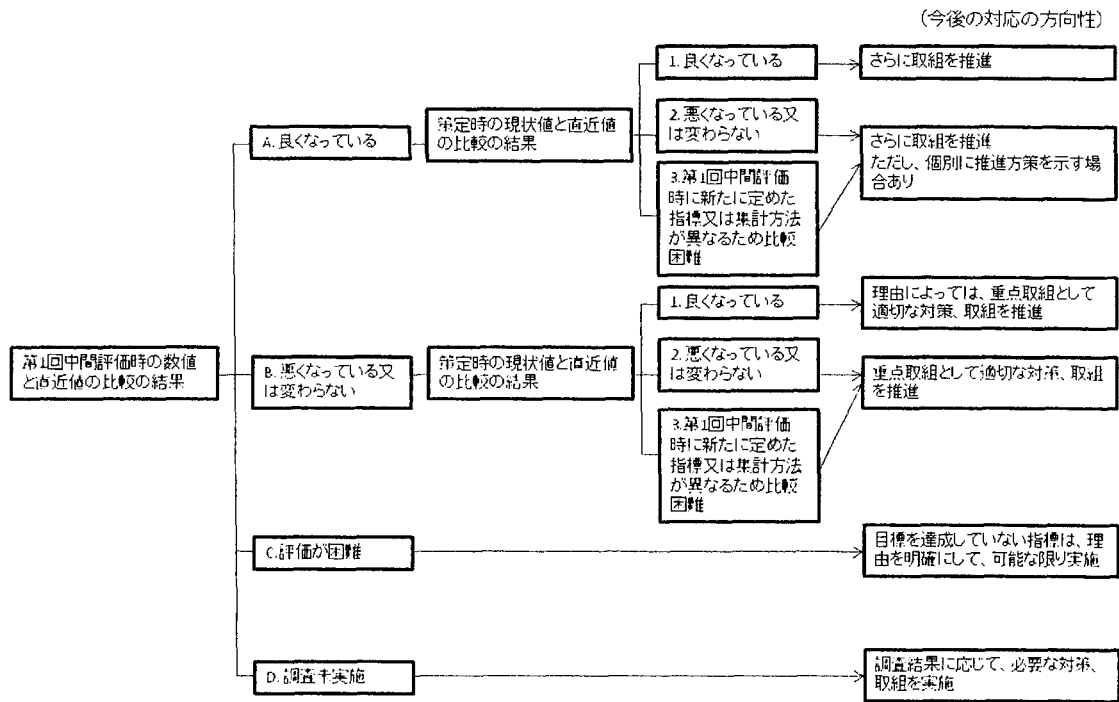 (今後の対応の方向性)
1.良くなっている
さらに取組を推進
A.良くなっている
策定時の現状値と直近値
の比較の結果
2.悪くなっている又
は変わらない
さらに取組を推進
ただし、個別に推進方策を示す場
合あり
3.第1回中間評価
時に新たに定めた
指標又は集計方法
が異なるため比較
困難
1.良くなっている
理由によっては、重点取組として
適切な対策、取組を推進
第1回中間評価時の数値
と直近値の比較の結果
B.悪くなっている又
は変わらない
策定時の現状値と直近値
の比較の結果
2.悪くなっている又
は変わらない
重点取組として適切な対策、取組
を推進
3.第1回中間評価
時に新たに定めた
指標又は集計方法
が異なるため比較
困難
C.評価が困難
目標を達成していない指標は、理
由を明確にして、可能な限り実施
D.調査未実施
調査結果に応じて、必要な対策、
取組を実施